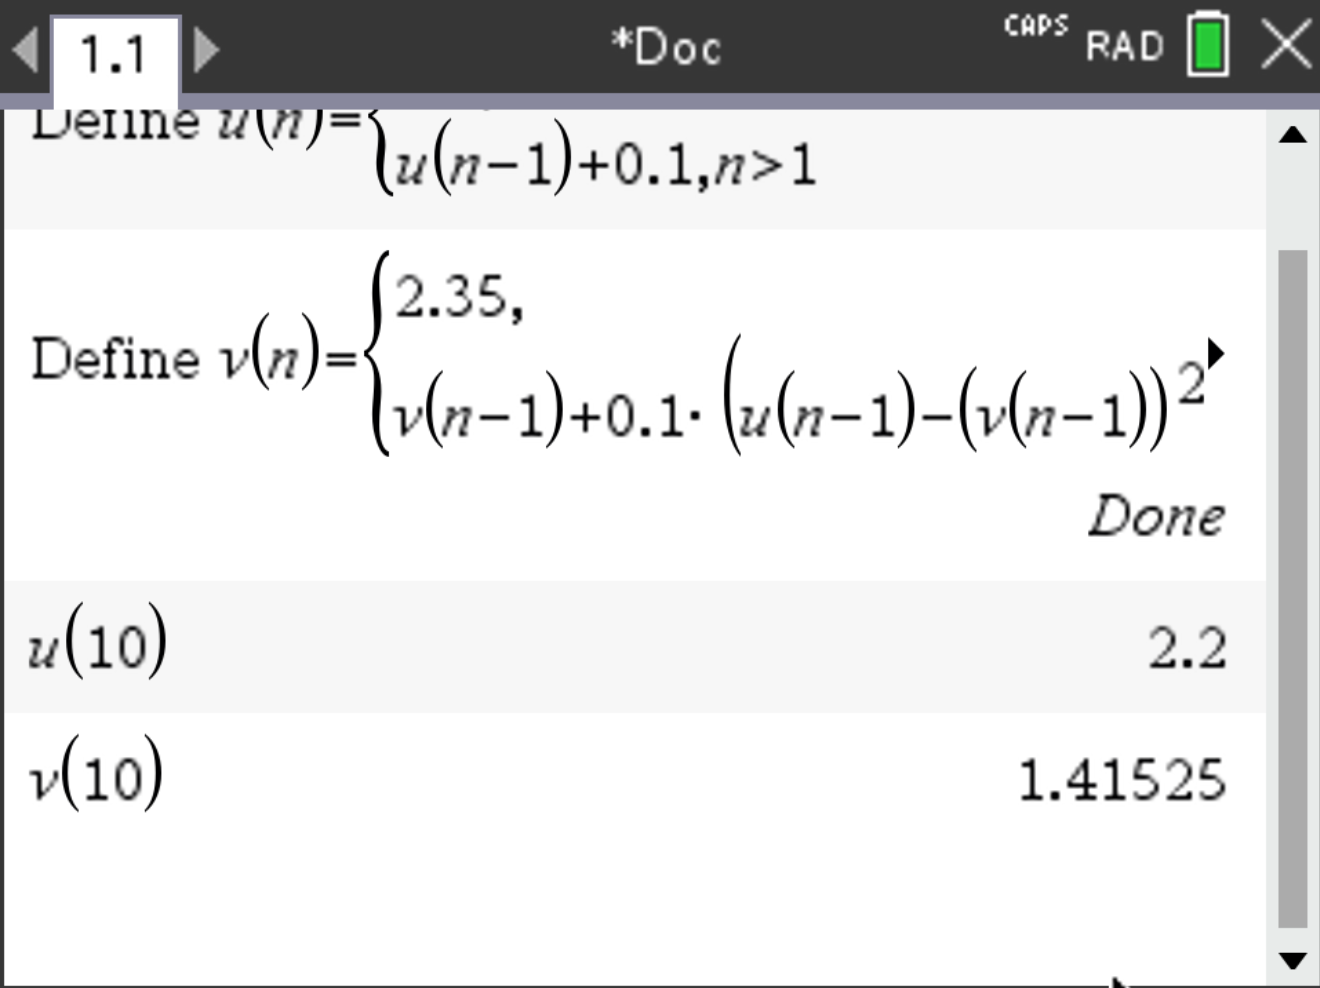 1.1 *Doc CAPS RAD
Define u(n)={
u(n-1)+0.1,n>1
2.35,
Define v(n)={
v(n-1)+0.1·(u(n-1)-(v(n-1))²
Done
u(10) 2.2
v(10) 1.41525